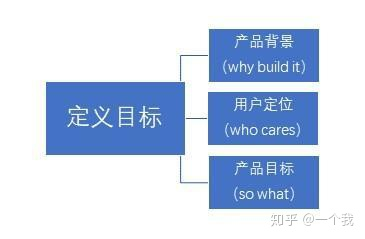 定义目标
产品背景
（why build it）
用户定位
（who cares）
产品目标
（so what）
知乎 @一个我